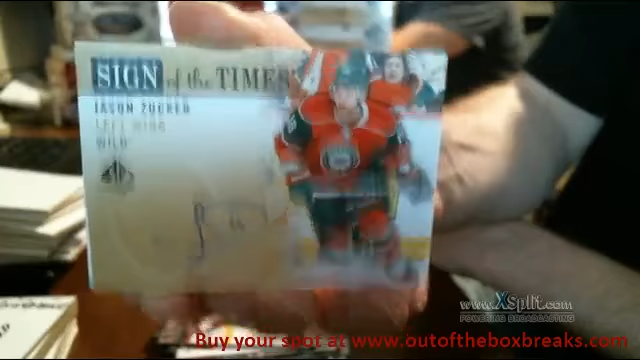 SIGN of the TIMES
JASON ZUCKER
LEFT WING
WILD
www.XSplit.com
POWERING BROADCASTING
Buy your spot at www.outoftheboxbreaks.com!